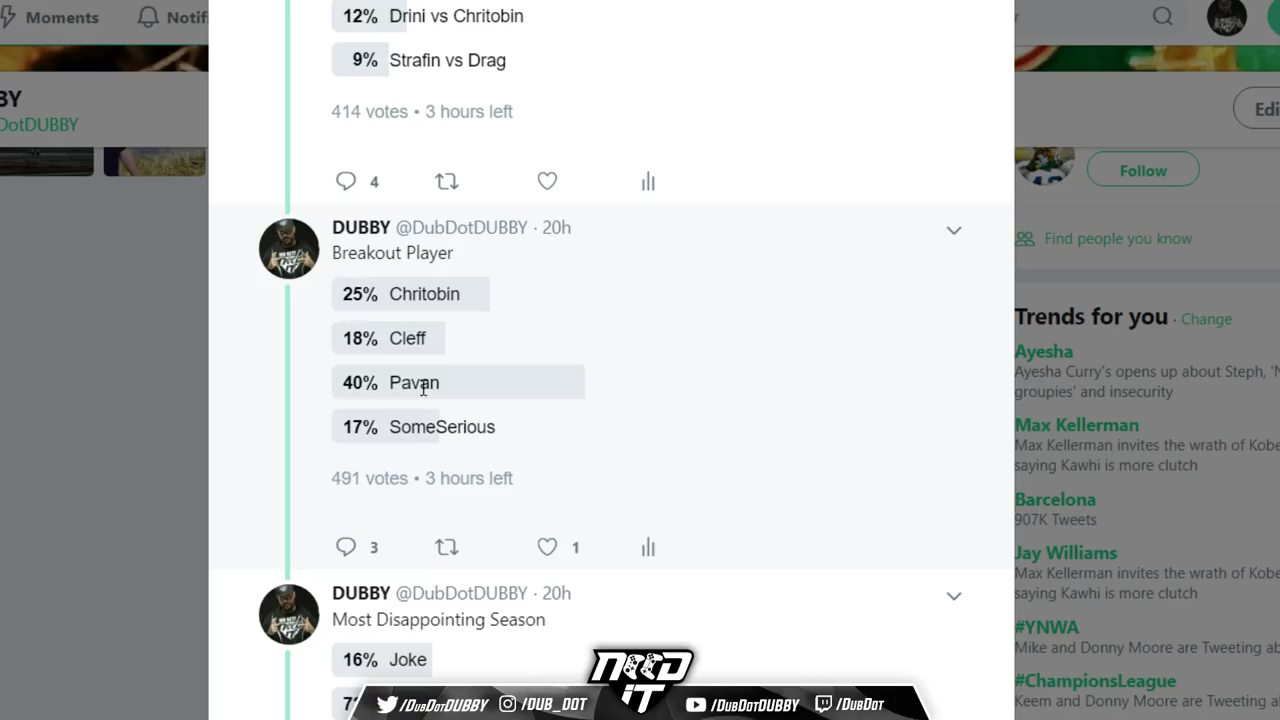 Moments
Notif
12% Drini vs Chritobin
9% Strafin vs Drag
414 votes • 3 hours left
4
BY
DotDUBBY
Edi
Follow
Find people you know
DUBBY @DubDotDUBBY · 20h
Breakout Player
25% Chritobin
18% Cleff
40% Pavan
17% SomeSerious
491 votes • 3 hours left
3
1
DUBBY @DubDotDUBBY · 20h
Most Disappointing Season
16% Joke
Trends for you · Change
Ayesha
Ayesha Curry's opens up about Steph, 'N
groupies' and insecurity
Max Kellerman
Max Kellerman invites the wrath of Kobe
saying Kawhi is more clutch
Barcelona
907K Tweets
Jay Williams
Max Kellerman invites the wrath of Kobe
saying Kawhi is more clutch
#YNWA
Mike and Donny Moore are Tweeting ab
#ChampionsLeague
Keem and Donny Moore are Tweeting a
NEED
IT
/DubDotDUBBY
/DUB_DOT
/DubDotDUBBY
/DubDot